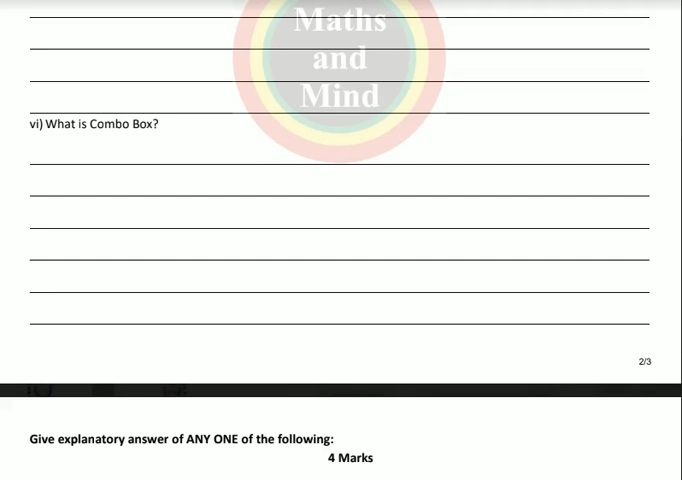 Maths
and
Mind
vi) What is Combo Box?
2/3
Give explanatory answer of ANY ONE of the following:
4 Marks